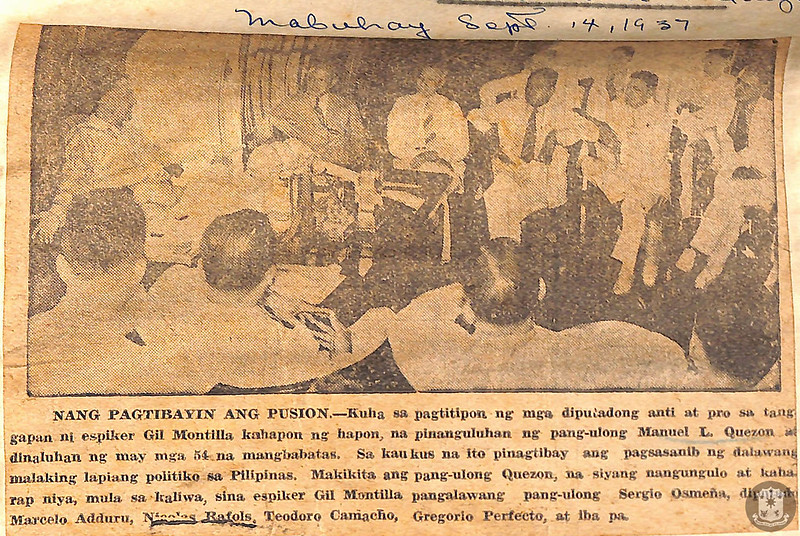 Mabuhay Sept. 14, 1937
NANG PAGTIBAYIN ANG PUSION.—Kuha sa pagtitipon ng mga diputadong anti at pro sa tang
gapan ni espiker Gil Montilla kahapon ng hapon, na pinanguluhan ng pang-ulong Manuel L. Quezon at
dinaluhan ng may mga 54 na mangbabatas. Sa kaukus na ito pinagtibay ang pagsasanib ng dalawang
malaking lapiang politiko sa Pilipinas. Makikita ang pang-ulong Quezon, na siyang nangungulo at kaha
rap niya, mula sa kaliwa, sina espiker Gil Montilla pangalawang pang-ulong Sergio Osmeña,
Marcelo Adduru, Nicolas Rafols, Teodoro Camacho, Gregorio Perfecto, at iba pa.